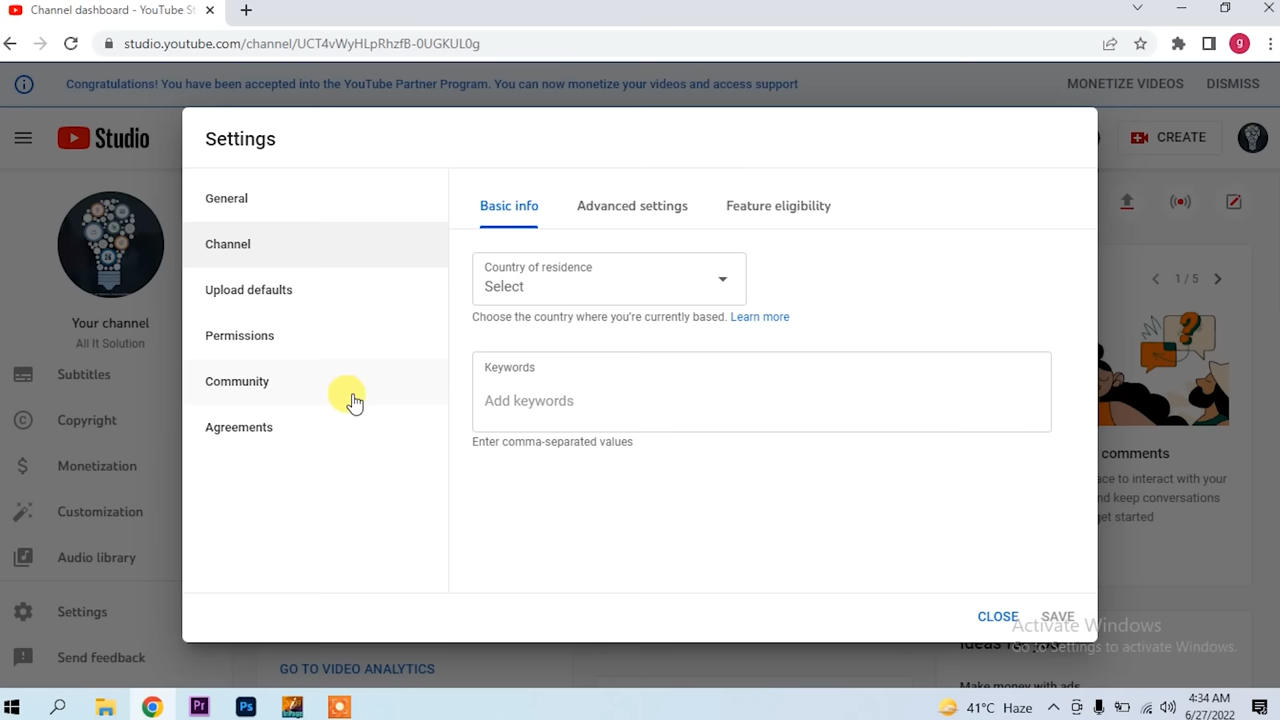 Channel dashboard - YouTube St
studio.youtube.com/channel/UCT4vWyHLpRhzfB-0UGKUL0g
g
Congratulations! You have been accepted into the YouTube Partner Program. You can now monetize your videos and access support
MONETIZE VIDEOS
DISMISS
Studio
CREATE
Your channel
All It Solution
Subtitles
Copyright
Monetization
Customization
Audio library
Settings
Send feedback
Settings
General
Channel
Upload defaults
Permissions
Community
Agreements
Basic info
Advanced settings
Feature eligibility
Country of residence
Select
Choose the country where you're currently based. Learn more
Keywords
Add keywords
Enter comma-separated values
CLOSE
SAVE
1 / 5
comments
ace to interact with your
nd keep conversations
get started
GO TO VIDEO ANALYTICS
Make money with ads
Activate Windows
Go to Settings to activate Windows.
Pr
Ps
41°C Haze
4:34 AM
6/27/2022